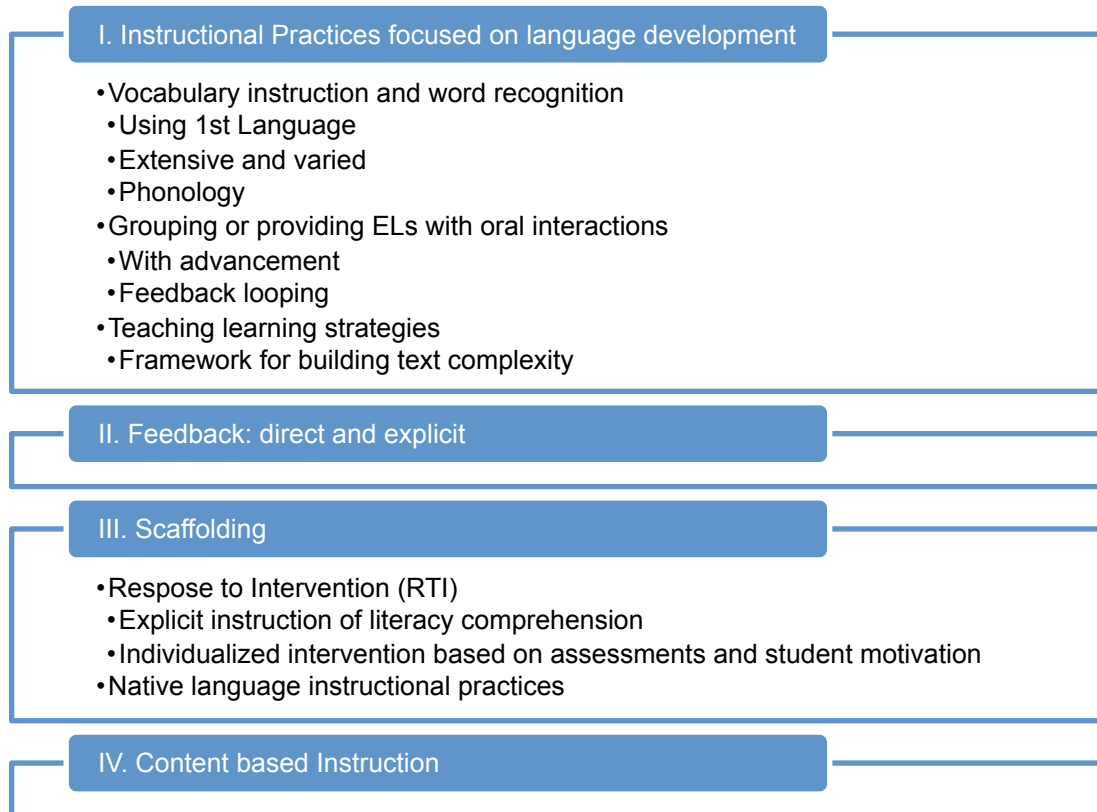 I. Instructional Practices focused on language development
•Vocabulary instruction and word recognition
•Using 1st Language
•Extensive and varied
•Phonology
•Grouping or providing ELs with oral interactions
•With advancement
•Feedback looping
•Teaching learning strategies
•Framework for building text complexity
II. Feedback: direct and explicit
III. Scaffolding
•Respose to Intervention (RTI)
•Explicit instruction of literacy comprehension
•Individualized intervention based on assessments and student motivation
•Native language instructional practices
IV. Content based Instruction